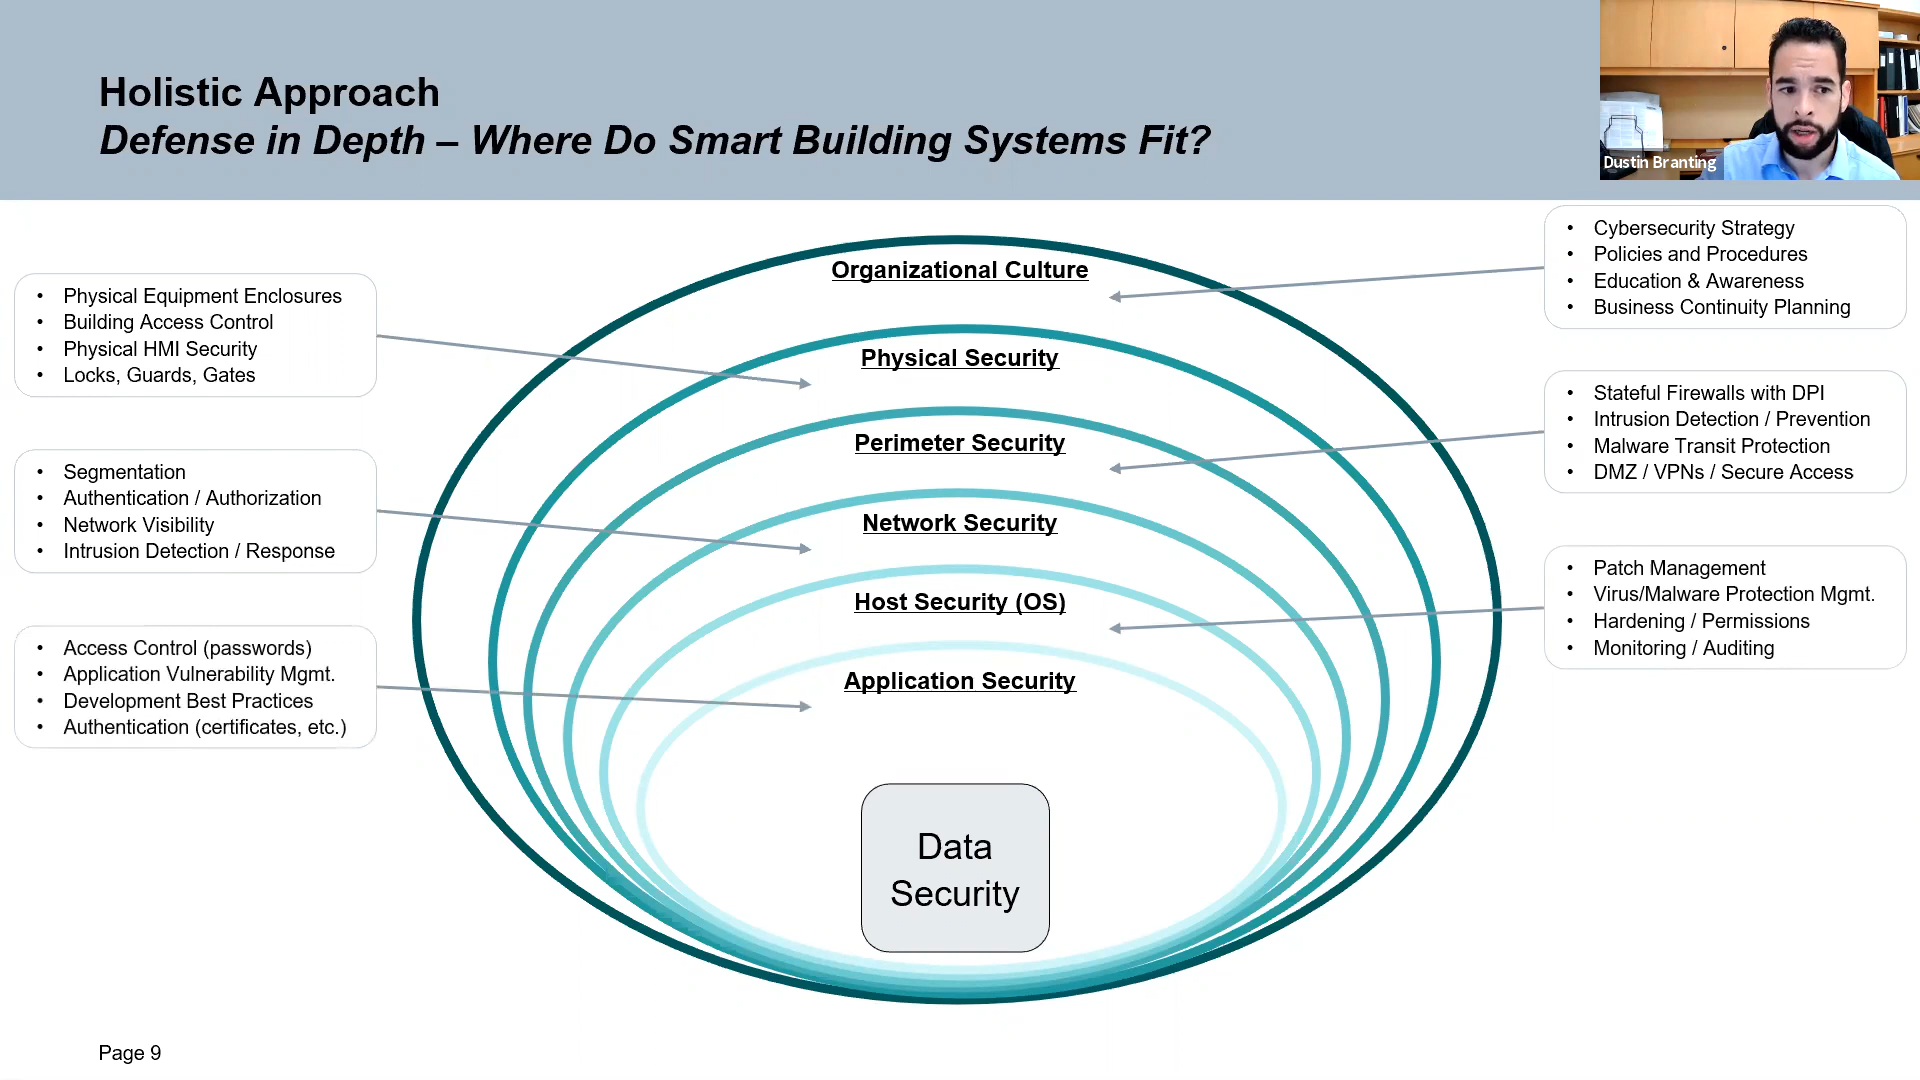 Holistic Approach
Defense in Depth – Where Do Smart Building Systems Fit?
Dustin Branting
• Physical Equipment Enclosures
• Building Access Control
• Physical HMI Security
• Locks, Guards, Gates
• Segmentation
• Authentication / Authorization
• Network Visibility
• Intrusion Detection / Response
• Access Control (passwords)
• Application Vulnerability Mgmt.
• Development Best Practices
• Authentication (certificates, etc.)
Organizational Culture
Physical Security
Perimeter Security
Network Security
Host Security (OS)
Application Security
Data
Security
• Cybersecurity Strategy
• Policies and Procedures
• Education & Awareness
• Business Continuity Planning
• Stateful Firewalls with DPI
• Intrusion Detection / Prevention
• Malware Transit Protection
• DMZ / VPNs / Secure Access
• Patch Management
• Virus/Malware Protection Mgmt.
• Hardening / Permissions
• Monitoring / Auditing
Page 9